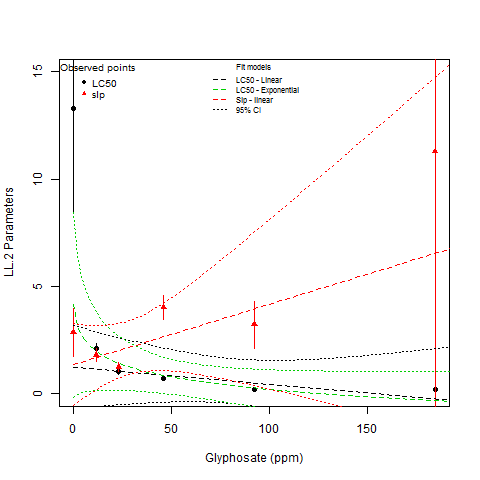 Observed points
LC50
slp
Fit models
LC50 - Linear
LC50 - Exponential
Slp - linear
95% CI
15
10
5
0
LL.2 Parameters
0
50
100
150
Glyphosate (ppm)